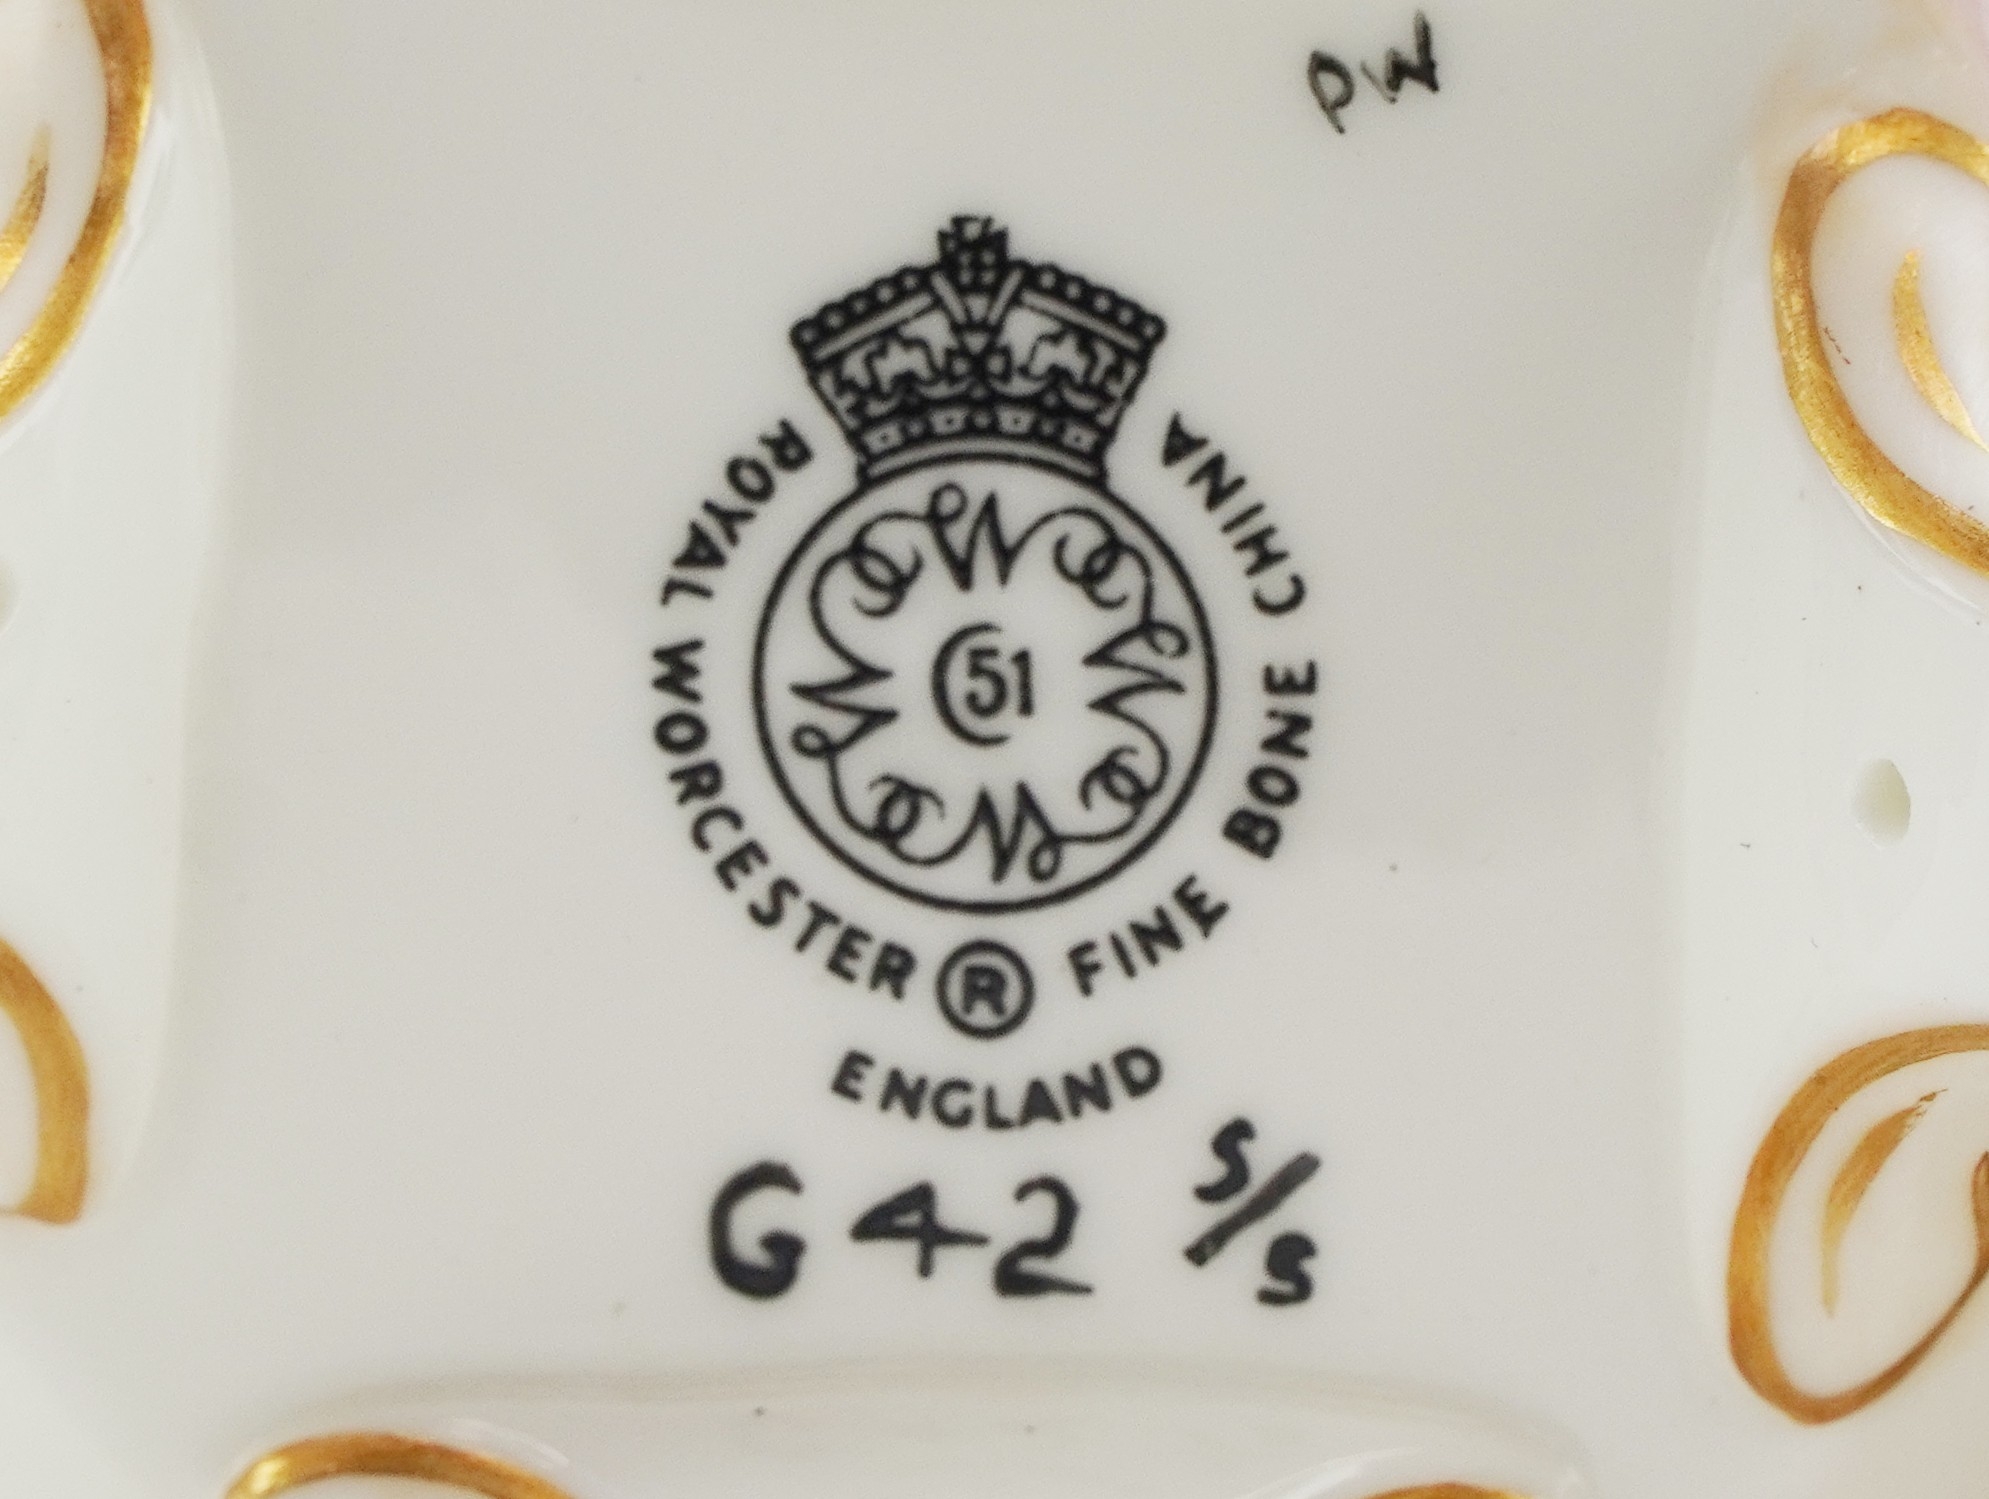 PW
ROYAL WORCESTER ® FINE BONE CHINA
W W W W
51
ENGLAND
G42 S/S